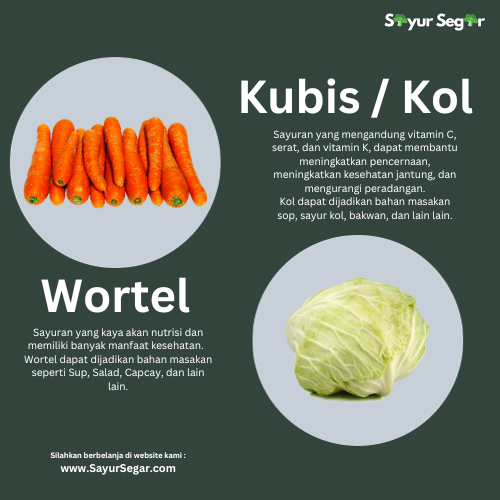 Sayur Segar
Kubis / Kol
Sayuran yang mengandung vitamin C,
serat, dan vitamin K, dapat membantu
meningkatkan pencernaan,
meningkatkan kesehatan jantung, dan
mengurangi peradangan.
Kol dapat dijadikan bahan masakan
sop, sayur kol, bakwan, dan lain lain.
Wortel
Sayuran yang kaya akan nutrisi dan
memiliki banyak manfaat kesehatan.
Wortel dapat dijadikan bahan masakan
seperti Sup, Salad, Capcay, dan lain
lain.
Silahkan berbelanja di website kami :
www.SayurSegar.com